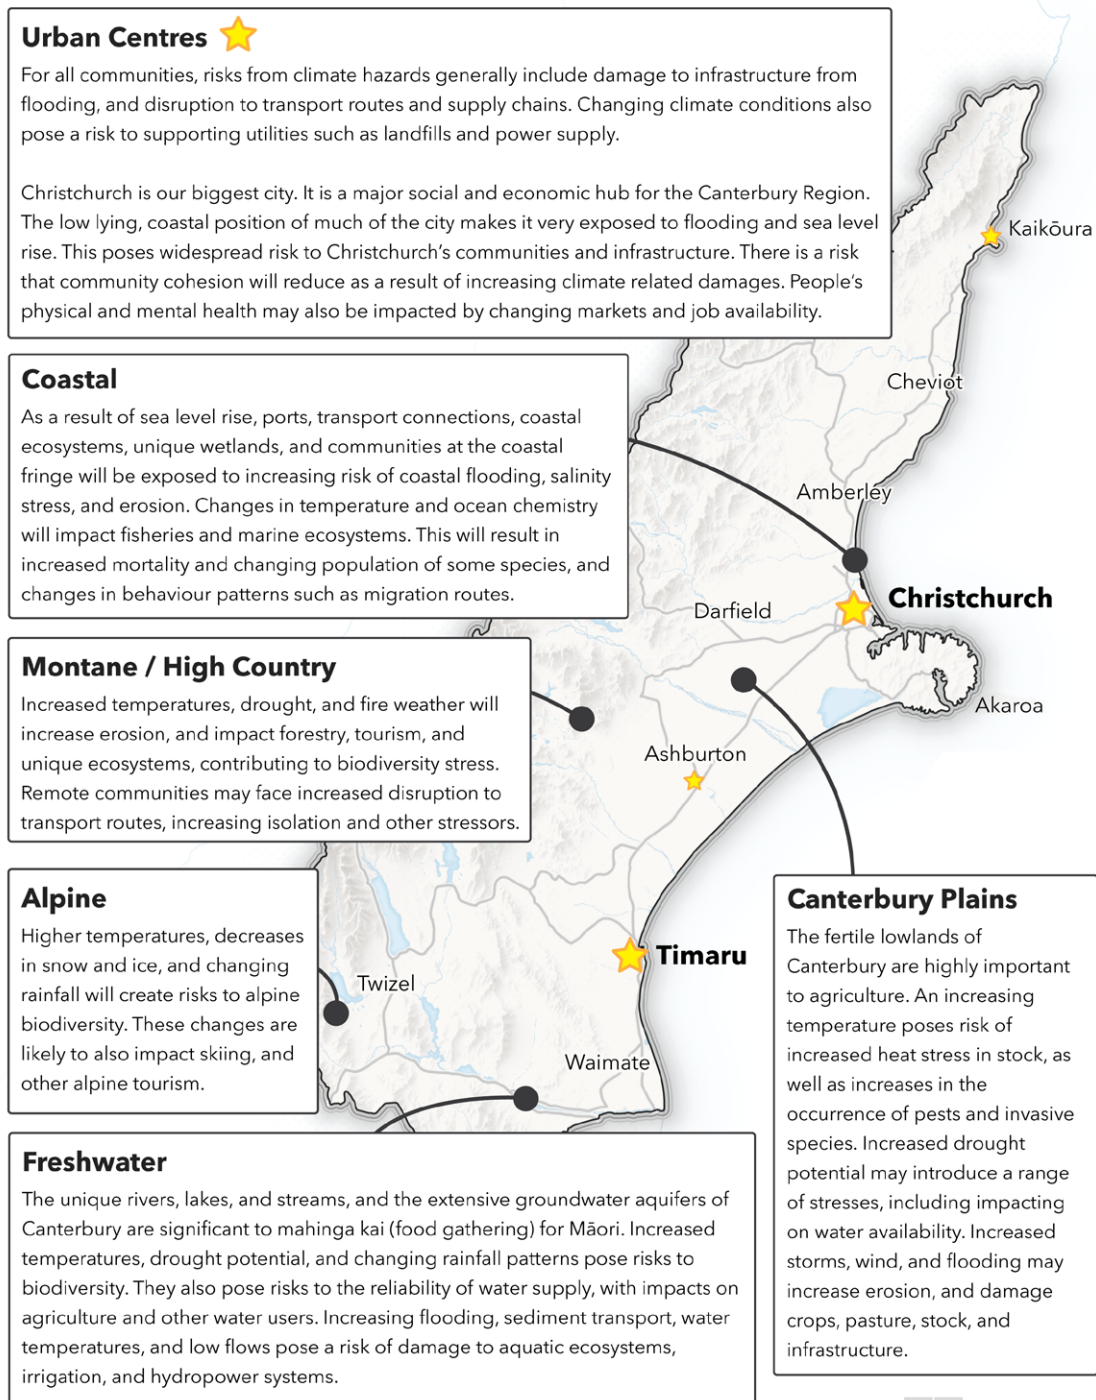 Urban Centres
For all communities, risks from climate hazards generally include damage to infrastructure from
flooding, and disruption to transport routes and supply chains. Changing climate conditions also
pose a risk to supporting utilities such as landfills and power supply.
Christchurch is our biggest city. It is a major social and economic hub for the Canterbury Region.
The low lying, coastal position of much of the city makes it very exposed to flooding and sea level
rise. This poses widespread risk to Christchurch's communities and infrastructure. There is a risk
that community cohesion will reduce as a result of increasing climate related damages. People's
physical and mental health may also be impacted by changing markets and job availability.
Kaikōura
Coastal
As a result of sea level rise, ports, transport connections, coastal
ecosystems, unique wetlands, and communities at the coastal
fringe will be exposed to increasing risk of coastal flooding, salinity
stress, and erosion. Changes in temperature and ocean chemistry
will impact fisheries and marine ecosystems. This will result in
increased mortality and changing population of some species, and
changes in behaviour patterns such as migration routes.
Cheviot
Amberley
Christchurch
Darfield
Akaroa
Montane / High Country
Increased temperatures, drought, and fire weather will
increase erosion, and impact forestry, tourism, and
unique ecosystems, contributing to biodiversity stress.
Remote communities may face increased disruption to
transport routes, increasing isolation and other stressors.
Ashburton
Alpine
Higher temperatures, decreases
in snow and ice, and changing
rainfall will create risks to alpine
biodiversity. These changes are
likely to also impact skiing, and
other alpine tourism.
Timaru
Twizel
Waimate
Canterbury Plains
The fertile lowlands of
Canterbury are highly important
to agriculture. An increasing
temperature poses risk of
increased heat stress in stock, as
well as increases in the
occurrence of pests and invasive
species. Increased drought
potential may introduce a range
of stresses, including impacting
on water availability. Increased
storms, wind, and flooding may
increase erosion, and damage
crops, pasture, stock, and
infrastructure.
Freshwater
The unique rivers, lakes, and streams, and the extensive groundwater aquifers of
Canterbury are significant to mahinga kai (food gathering) for Māori. Increased
temperatures, drought potential, and changing rainfall patterns pose risks to
biodiversity. They also pose risks to the reliability of water supply, with impacts on
agriculture and other water users. Increasing flooding, sediment transport, water
temperatures, and low flows pose a risk of damage to aquatic ecosystems,
irrigation, and hydropower systems.